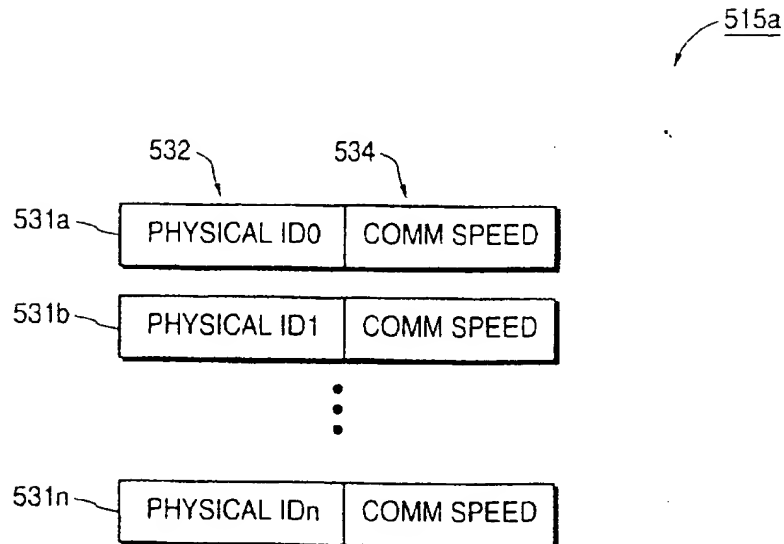 515a
532
534
531a
PHYSICAL ID0 COMM SPEED
531b
PHYSICAL ID1 COMM SPEED
531n
PHYSICAL IDn COMM SPEED